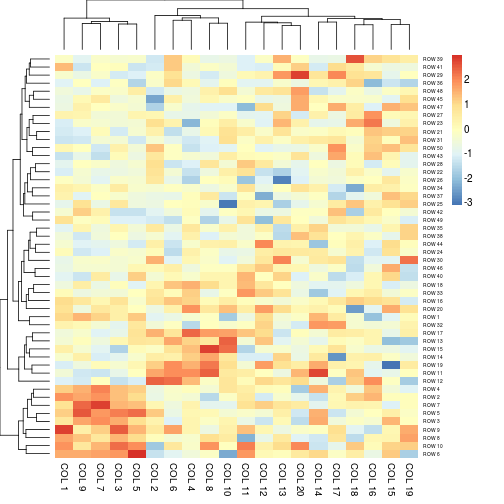 ROW 39
ROW 41
ROW 29
ROW 36
ROW 48
ROW 45
ROW 47
ROW 27
ROW 23
ROW 21
ROW 31
ROW 50
ROW 43
ROW 28
ROW 22
ROW 26
ROW 34
ROW 37
ROW 25
ROW 42
ROW 49
ROW 35
ROW 38
ROW 44
ROW 24
ROW 30
ROW 46
ROW 40
ROW 18
ROW 33
ROW 16
ROW 20
ROW 1
ROW 32
ROW 17
ROW 13
ROW 15
ROW 14
ROW 19
ROW 11
ROW 12
ROW 4
ROW 2
ROW 7
ROW 5
ROW 3
ROW 9
ROW 8
ROW 10
ROW 6
2
1
0
-1
-2
-3
COL 1
COL 9
COL 7
COL 3
COL 5
COL 2
COL 6
COL 4
COL 8
COL 10
COL 11
COL 12
COL 13
COL 20
COL 14
COL 17
COL 18
COL 16
COL 15
COL 19